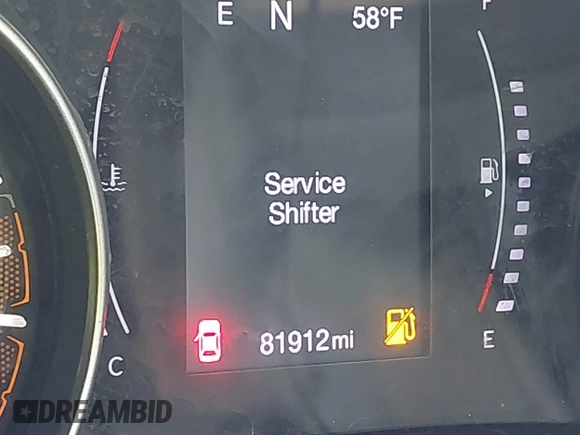 E N 58°F F
Service
Shifter
81912mi
C E
DREAMBID